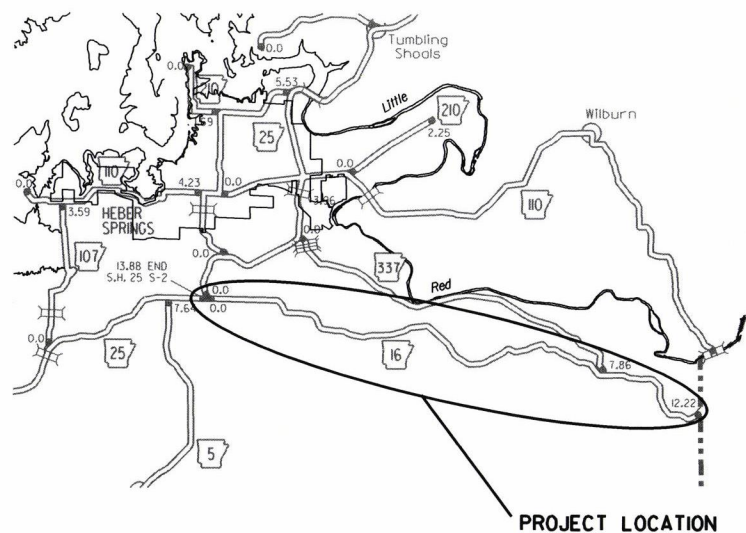 0.0
Tumbling
Shoals
0.0
210
5.53
Little
210
.59
25
2.25
Wilburn
110
0.0
0.0
4.23
0.0
3.59
HEBER
SPRINGS
110
107
0.0
0.0
13.88 END
S.H. 25 S-2
337
Red
0.0
7.64
0.0
0.0
25
16
7.86
12.22
5
PROJECT LOCATION